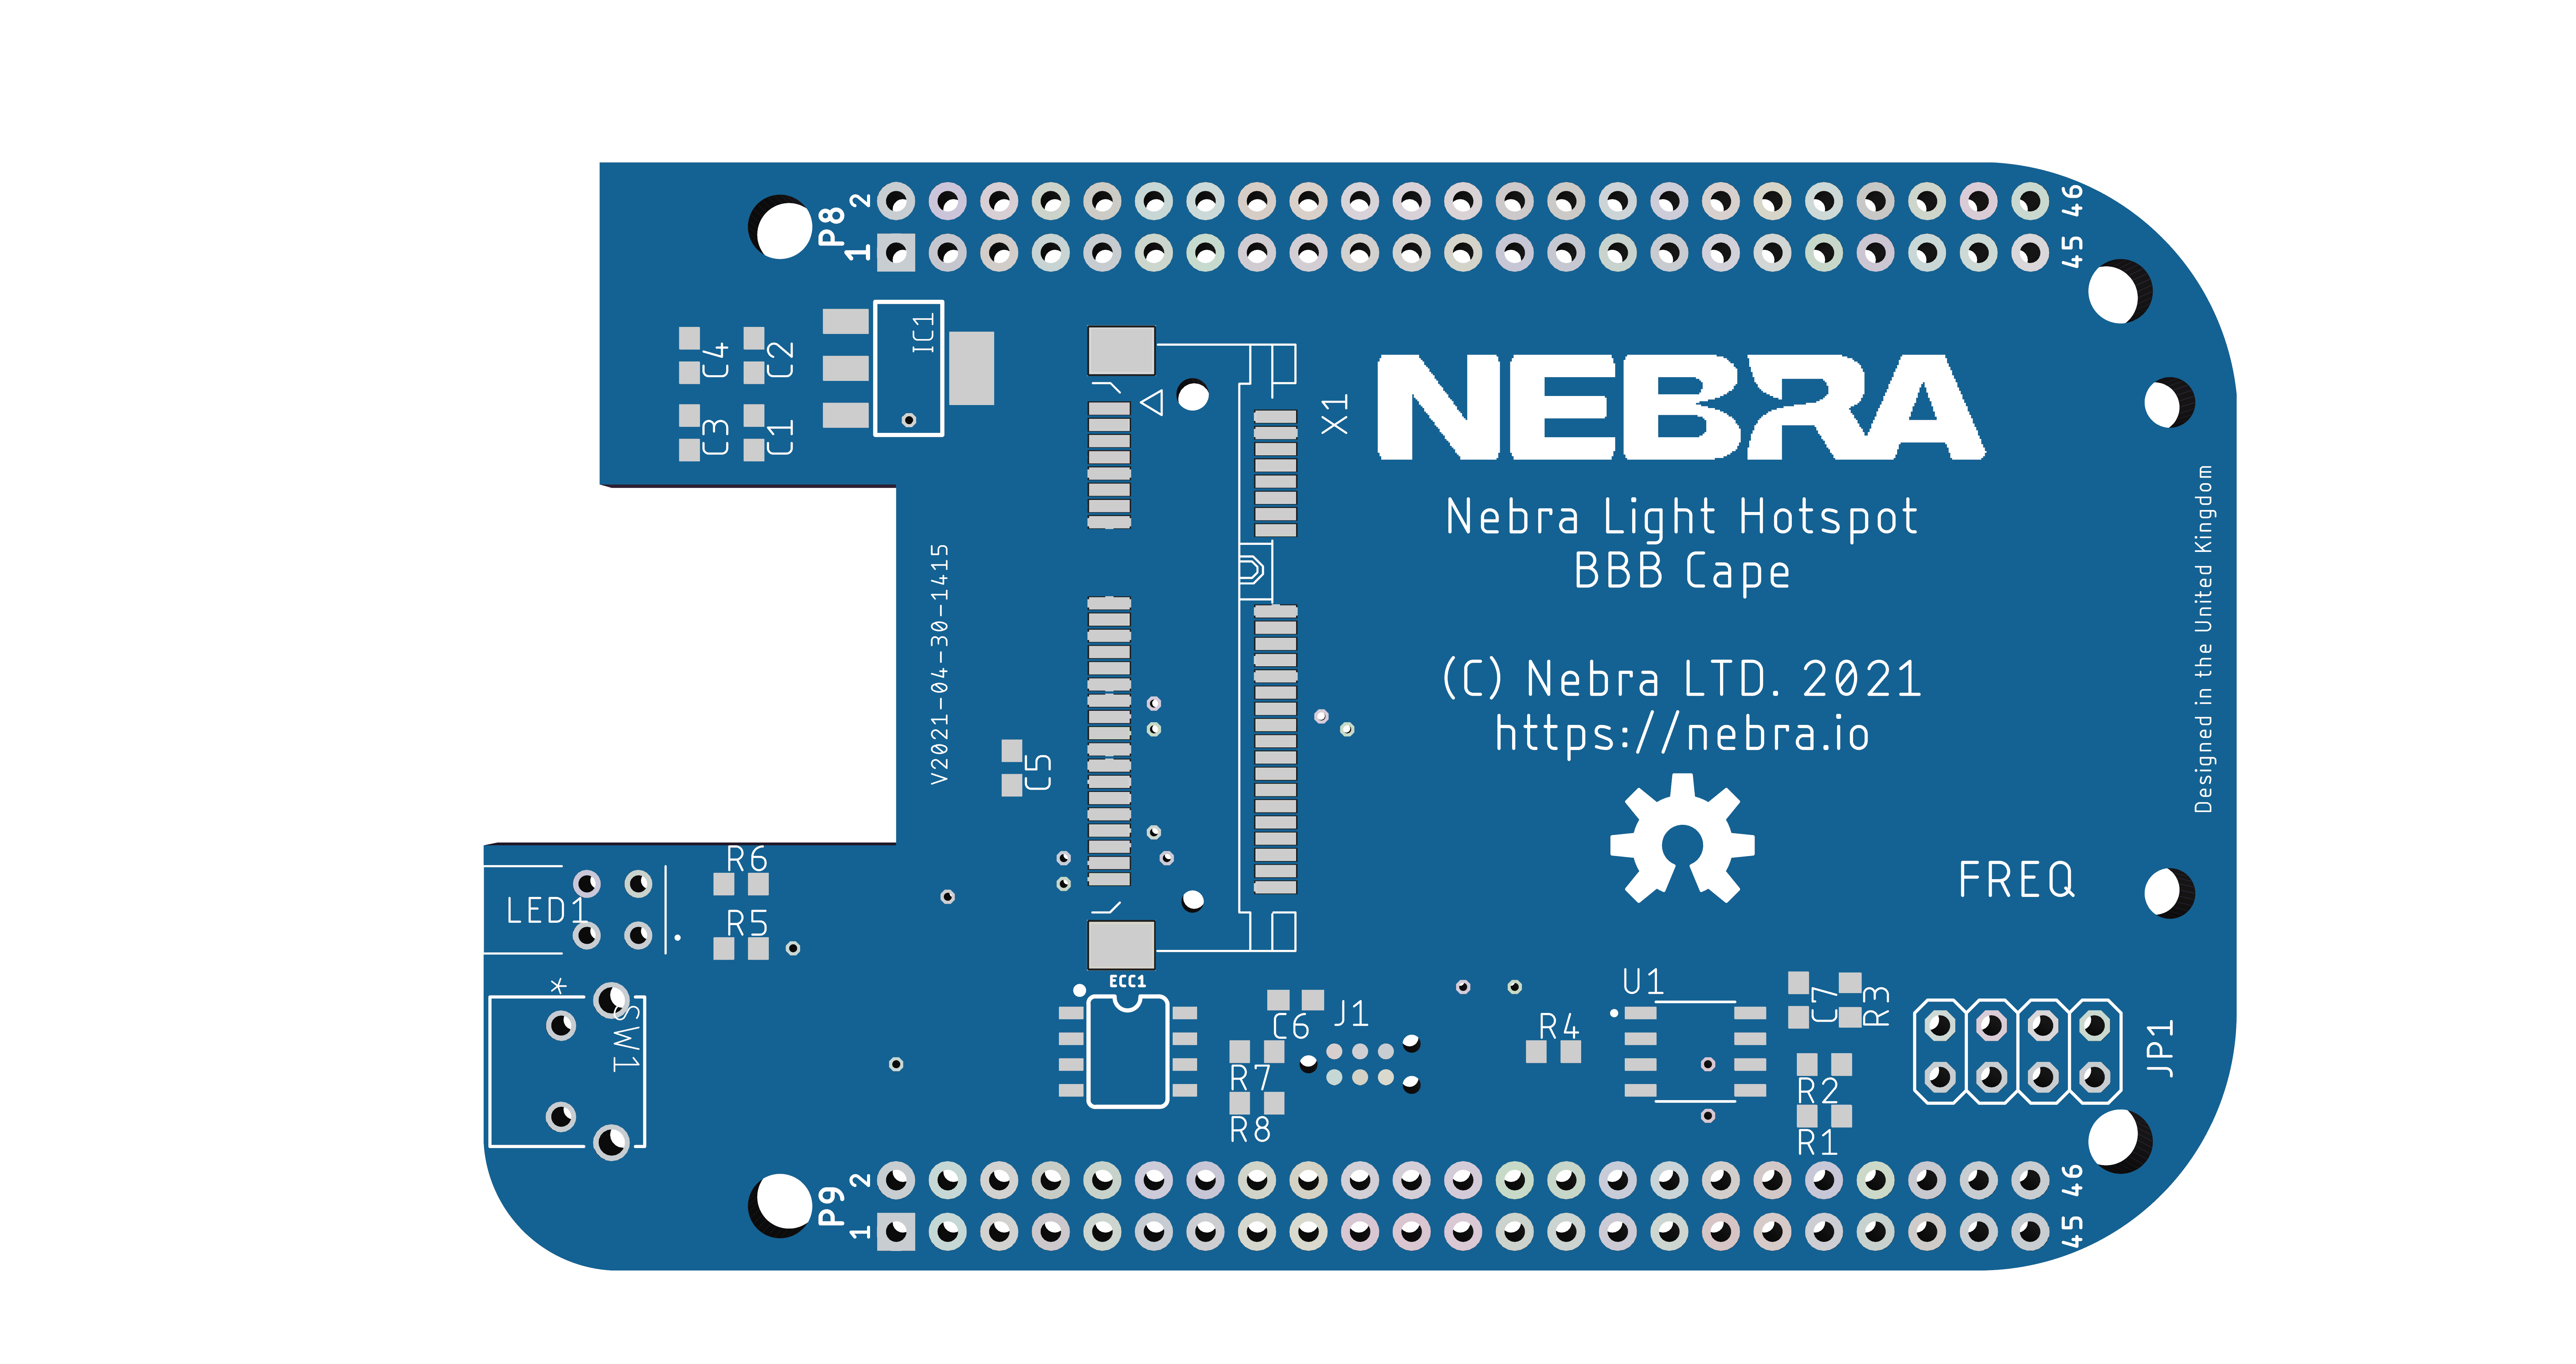 P8
2
1
46
45
IC1
C4
C2
C3
C1
X1
NEBRA
Nebra Light Hotspot
BBB Cape
(C) Nebra LTD. 2021
https://nebra.io
Designed in the United Kingdom
V2021-04-30-1415
C5
FREQ
R6
LED1
R5
*
SW1
ECC1
C6
J1
R7
R8
R4
U1
C7
R3
R2
R1
JP1
P9
2
1
46
45